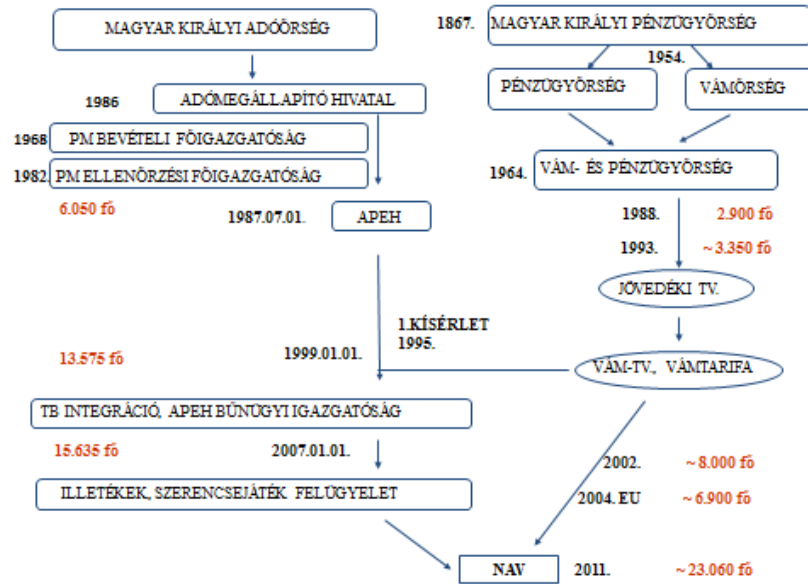 MAGYAR KIRÁLYI ADÓŐRSÉG
1986
ADÓMEGÁLLAPÍTÓ HIVATAL
1968 PM BEVÉTELI FŐIGAZGATÓSÁG
1982. PM ELLENŐRZÉSI FŐIGAZGATÓSÁG
6.050 fő
1987.07.01. APEH
13.575 fő
1999.01.01.
1.KÍSÉRLET
1995.
TB INTEGRÁCIÓ, APEH BŰNÜGYI IGAZGATÓSÁG
15.635 fő 2007.01.01.
ILLETÉKEK, SZERENCSEJÁTÉK FELÜGYELET
1867. MAGYAR KIRÁLYI PÉNZÜGYŐRSÉG
1954.
PÉNZÜGYŐRSÉG VÁMŐRSÉG
1964. VÁM- ÉS PÉNZÜGYŐRSÉG
1988. 2.900 fő
1993. ~3.350 fő
JÖVEDÉKI TV.
VÁM-TV., VÁMTARIFA
2002. ~8.000 fő
2004. EU ~6.900 fő
NAV 2011. ~23.060 fő